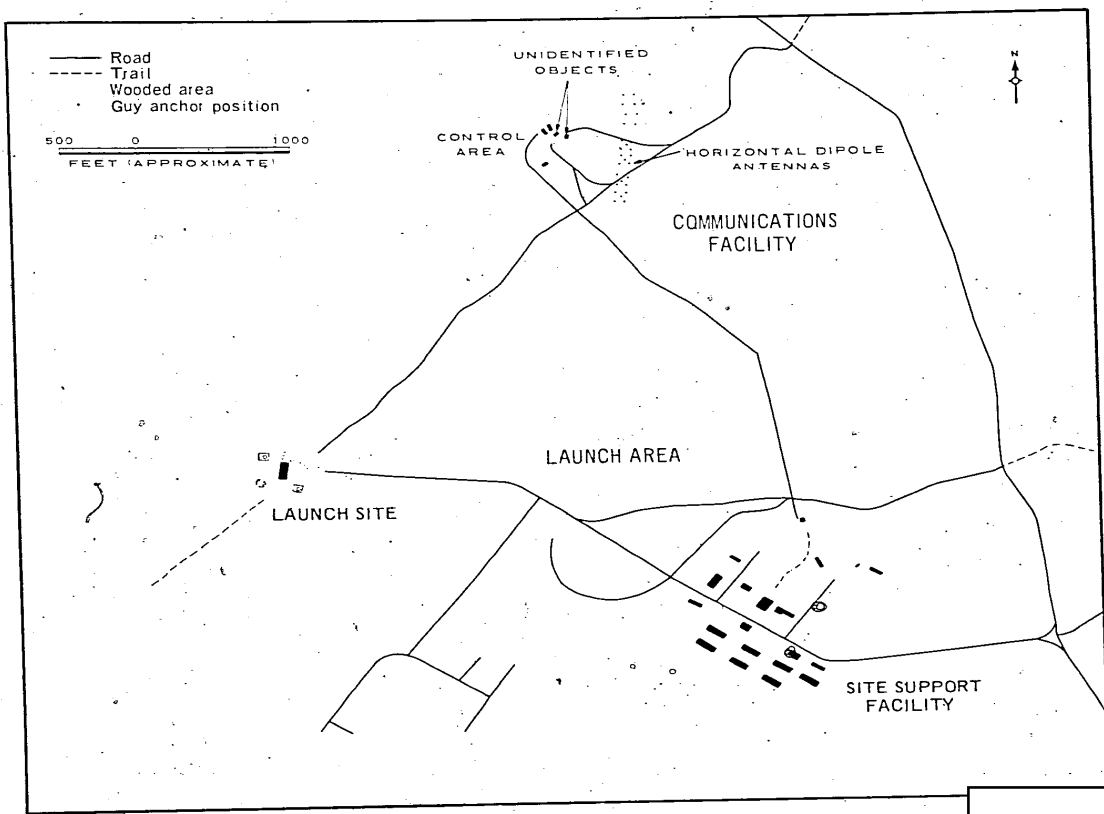 Road
Trail
Wooded area
Guy anchor position
500 0 1000
FEET (APPROXIMATE)
UNIDENTIFIED
OBJECTS
N
CONTROL
AREA
HORIZONTAL DIPOLE
ANTENNAS
COMMUNICATIONS
FACILITY
LAUNCH AREA
LAUNCH SITE
SITE SUPPORT
FACILITY